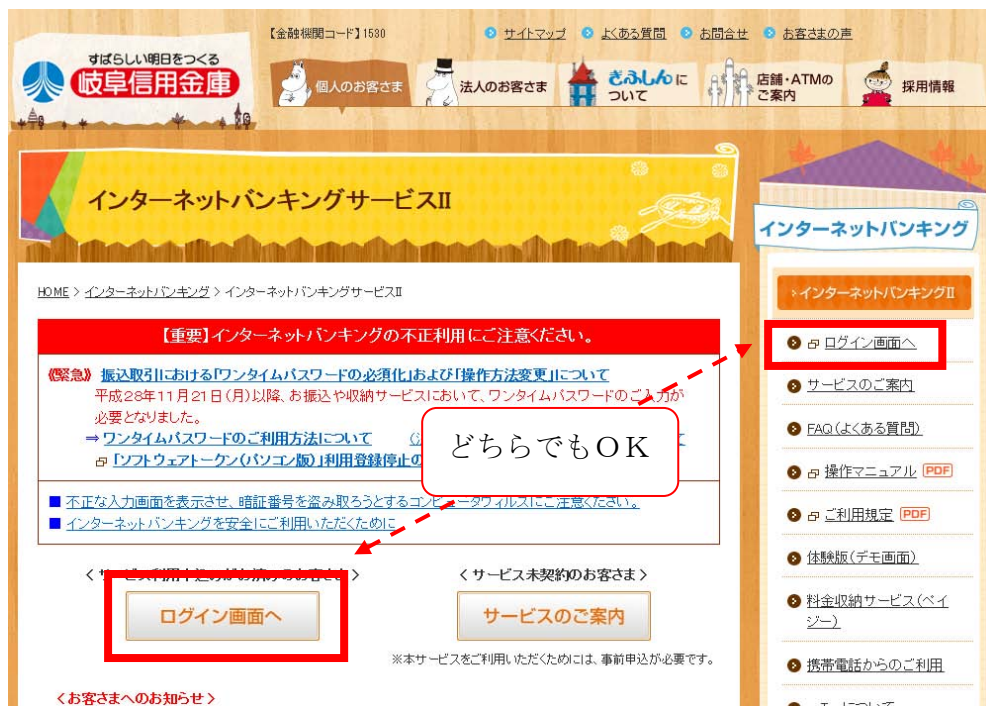 【金融機関コード】1530
サイトマップ
よくある質問
お問合せ
お客さまの声
すばらしい明日をつくる
岐阜信用金庫
個人のお客さま
法人のお客さま
ぎふしんに
ついて
店舗・ATMの
ご案内
採用情報
インターネットバンキングサービスⅡ
インターネットバンキング
HOME > インターネットバンキング > インターネットバンキングサービスⅡ
【重要】インターネットバンキングの不正利用にご注意ください。
《緊急》 振込取引における「ワンタイムパスワードの必須化」および「操作方法変更」について
平成28年11月21日(月)以降、お振込や収納サービスにおいて、ワンタイムパスワードのご入力が
必要となりました。
⇒ ワンタイムパスワードのご利用方法について
「ソフトウェアトークン(パソコン版)」利用登録停止の
どちらでもOK
■ 不正な入力画面を表示させ、暗証番号を盗み取ろうとするコンピュータウィルスにご注意ください。
■ インターネットバンキングを安全にご利用いただくために
<サービス利用申込みがお済みのお客さま>
ログイン画面へ
<サービス未契約のお客さま>
サービスのご案内
※本サービスをご利用いただくためには、事前申込が必要です。
<お客さまへのお知らせ>
インターネットバンキングⅡ
ログイン画面へ
サービスのご案内
FAQ(よくある質問)
操作マニュアル PDF
ご利用規定 PDF
体験版(デモ画面)
料金収納サービス(ペイ
ジー)
携帯電話からのご利用